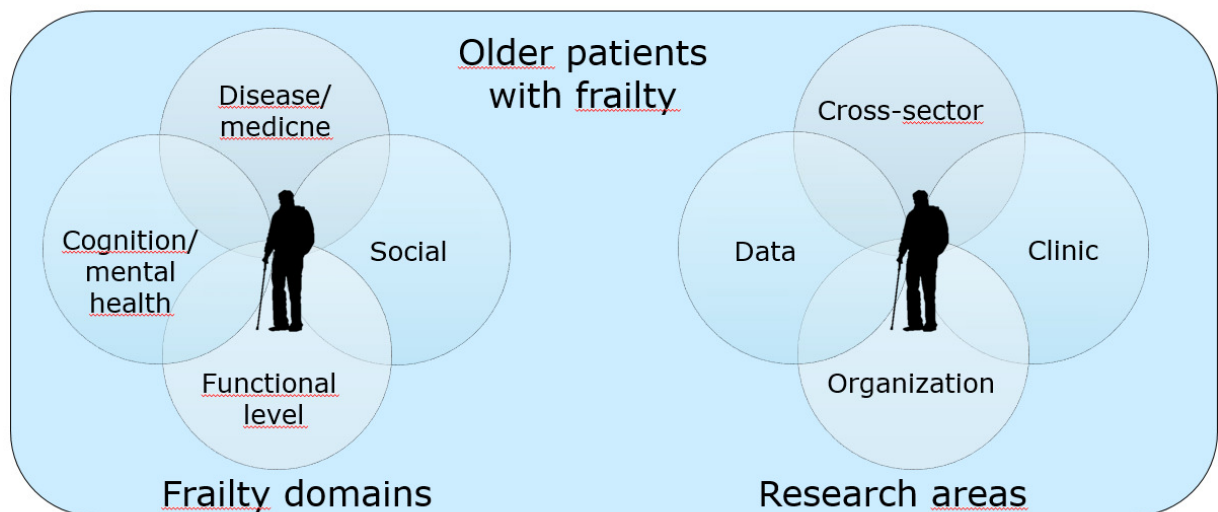 Older patients
with frailty
Disease/
medicne
Cognition/
mental
health
Social
Functional
level
Frailty domains
Cross-sector
Data
Clinic
Organization
Research areas